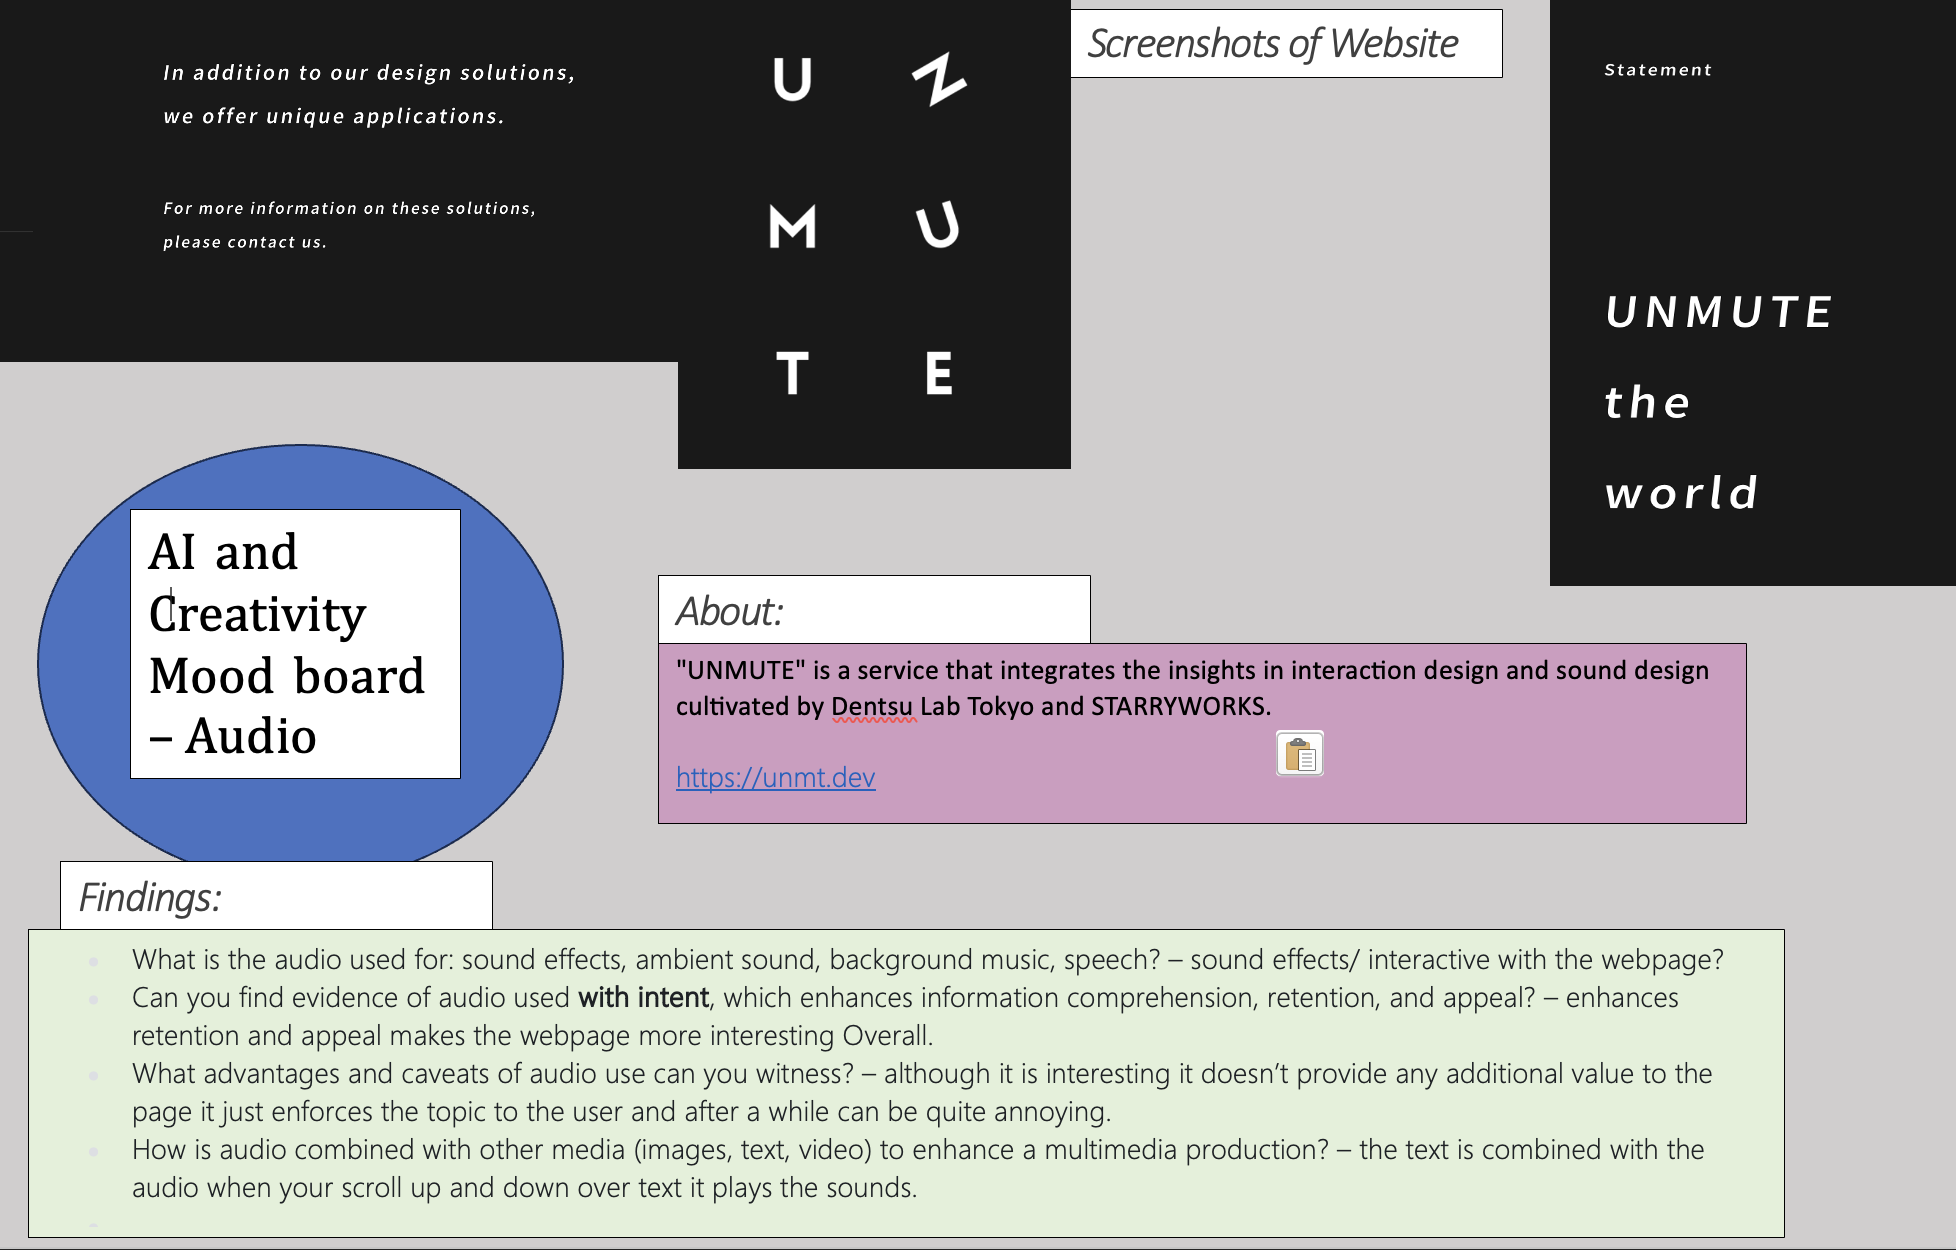 In addition to our design solutions,
we offer unique applications.
For more information on these solutions,
please contact us.
U N
M U
T E
Screenshots of Website
Statement
UNMUTE
the
world
AI and
Creativity
Mood board
– Audio
About:
"UNMUTE" is a service that integrates the insights in interaction design and sound design
cultivated by Dentsu Lab Tokyo and STARRYWORKS.
https://unmt.dev
Findings:
What is the audio used for: sound effects, ambient sound, background music, speech? – sound effects/ interactive with the webpage?
Can you find evidence of audio used with intent, which enhances information comprehension, retention, and appeal? – enhances
retention and appeal makes the webpage more interesting Overall.
What advantages and caveats of audio use can you witness? – although it is interesting it doesn’t provide any additional value to the
page it just enforces the topic to the user and after a while can be quite annoying.
How is audio combined with other media (images, text, video) to enhance a multimedia production? – the text is combined with the
audio when your scroll up and down over text it plays the sounds.